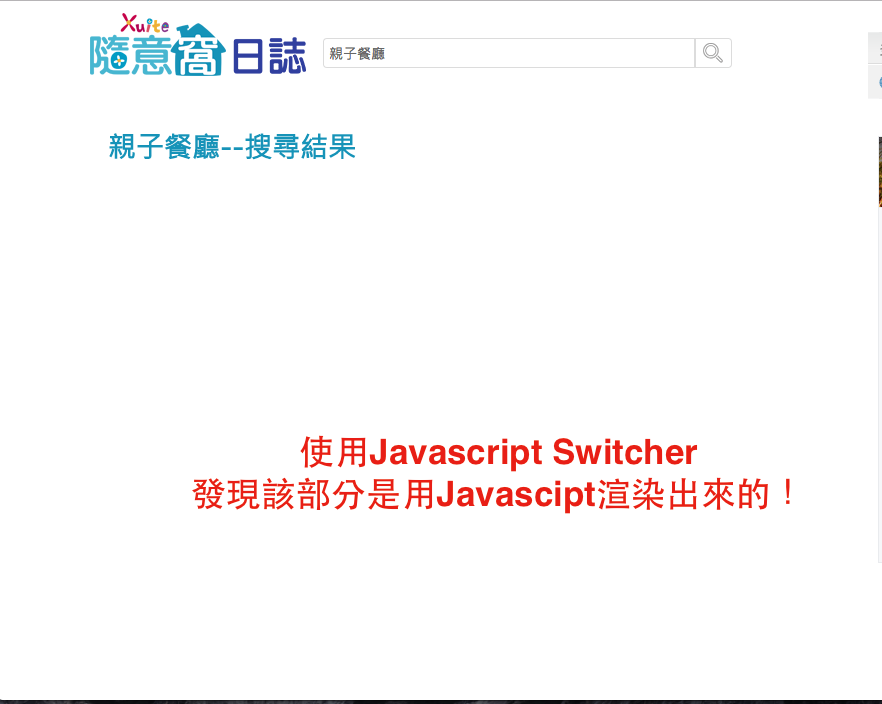 Xuite
隨意窩日誌
親子餐廳
親子餐廳--搜尋結果
使用Javascript Switcher
發現該部分是用Javascipt渲染出來的！